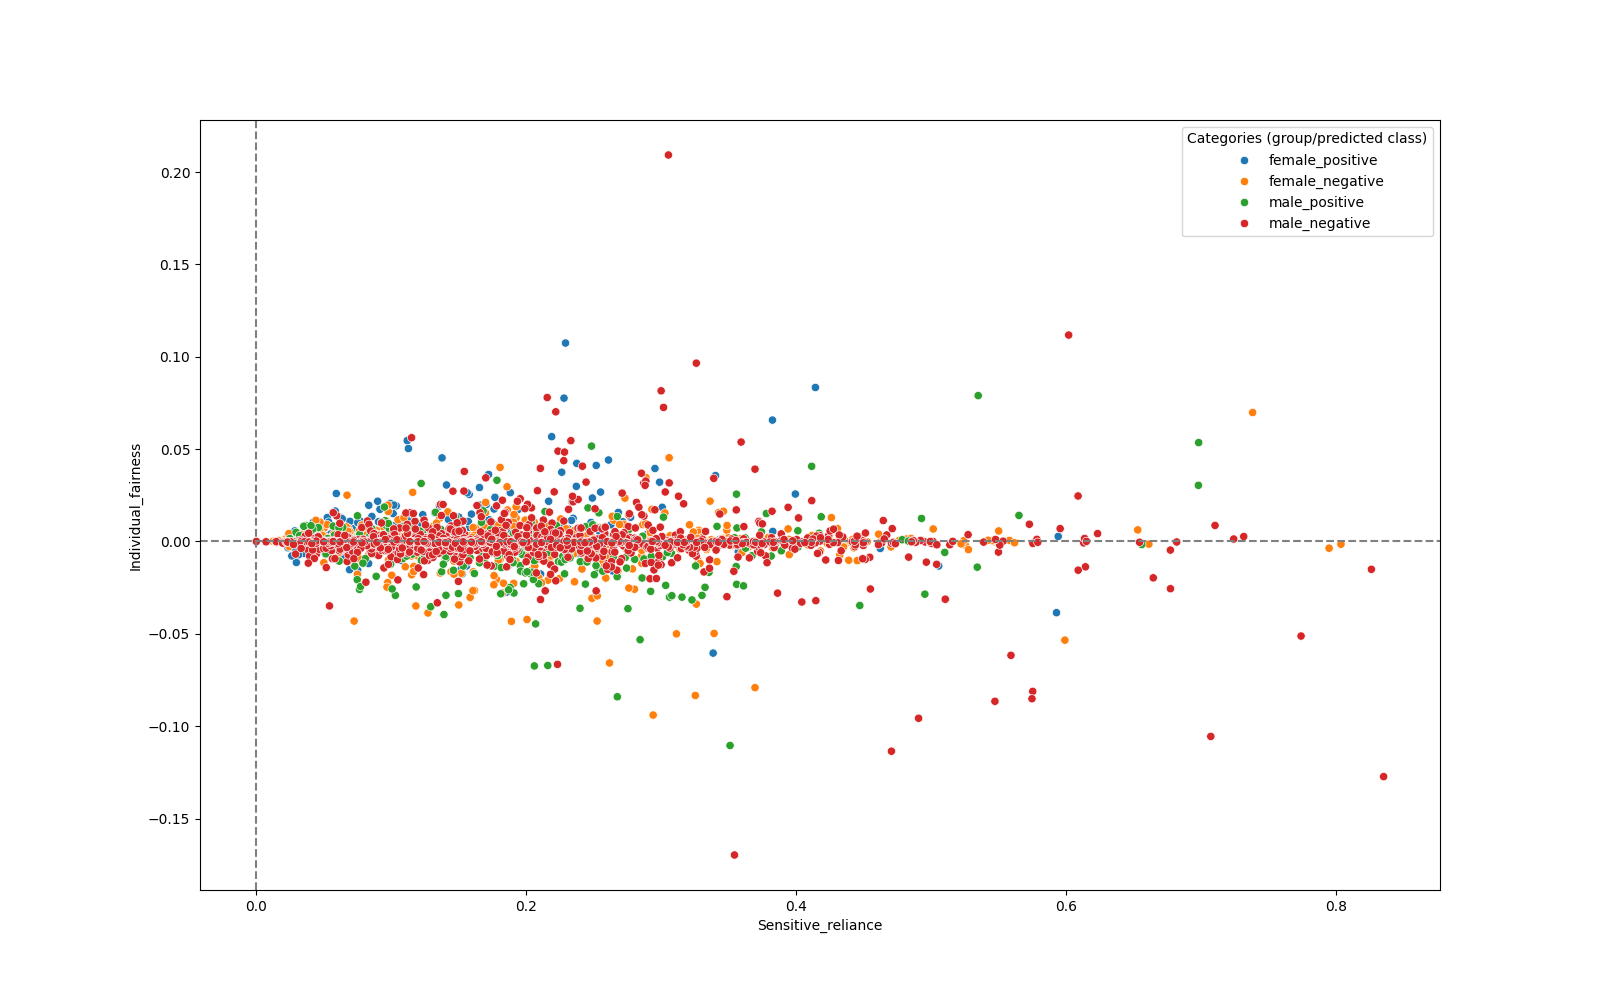 Categories (group/predicted class)
female_positive
female_negative
male_positive
male_negative
0.20
0.15
0.10
0.05
0.00
−0.05
−0.10
−0.15
Individual_fairness
0.0 0.2 0.4 0.6 0.8
Sensitive_reliance